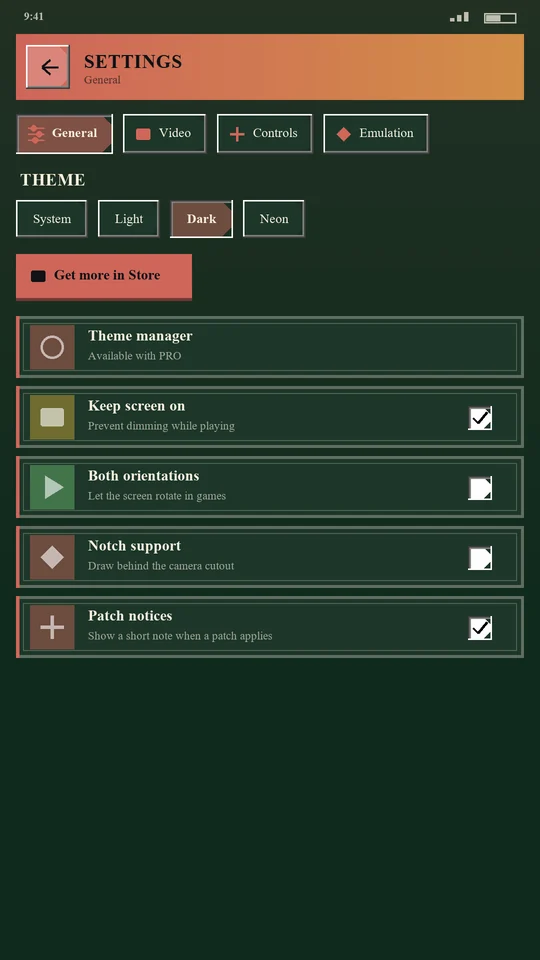 9:41
SETTINGS
General
General
Video
Controls
Emulation
THEME
System
Light
Dark
Neon
Get more in Store
Theme manager
Available with PRO
Keep screen on
Prevent dimming while playing
Both orientations
Let the screen rotate in games
Notch support
Draw behind the camera cutout
Patch notices
Show a short note when a patch applies